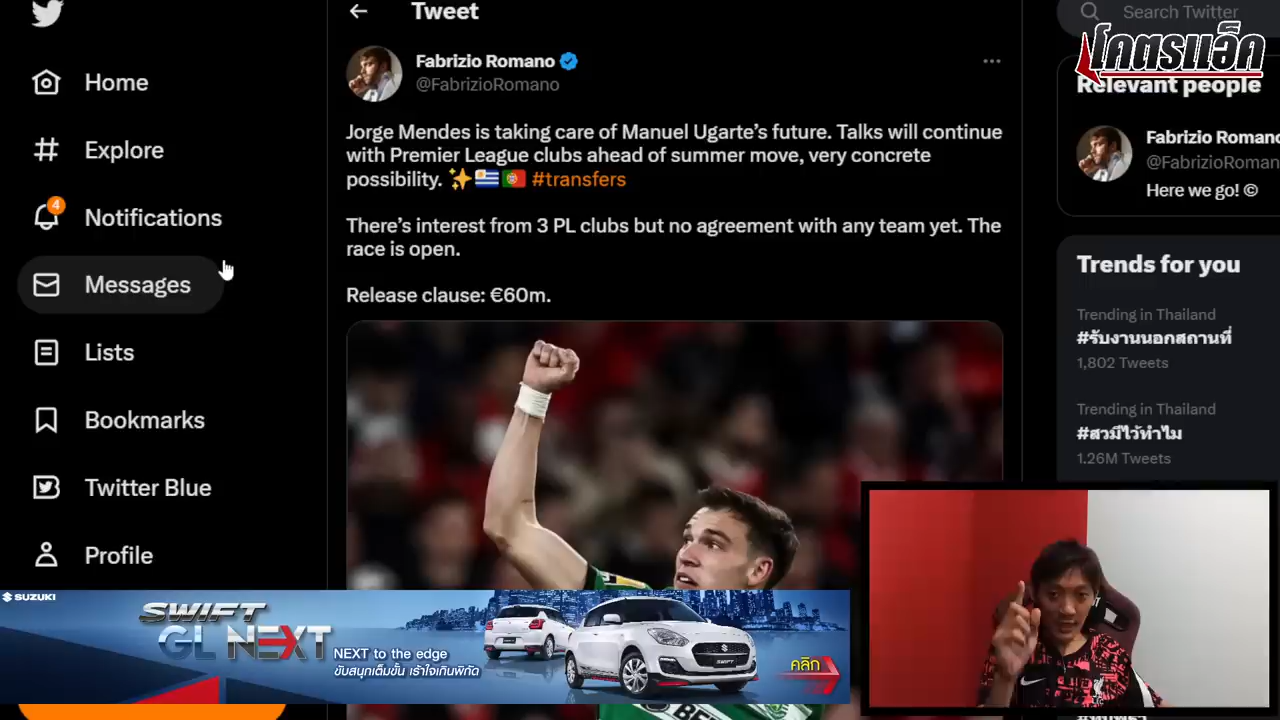 Tweet
Search Twitter
โคตรแอ็ก
Home
Fabrizio Romano
@FabrizioRomano
Relevant people
Explore
Jorge Mendes is taking care of Manuel Ugarte's future. Talks will continue
with Premier League clubs ahead of summer move, very concrete
possibility. ✨🇺🇾🇵🇹 #transfers
Fabrizio Romano
@FabrizioRoman
Here we go! ©
4
Notifications
There's interest from 3 PL clubs but no agreement with any team yet. The
race is open.
Messages
Release clause: €60m.
Trends for you
Trending in Thailand
#รับงานนอกสถานที่
1,802 Tweets
Lists
Bookmarks
Trending in Thailand
#สวมีไว้ทำไม
1.26M Tweets
Twitter Blue
Profile
SUZUKI
SWIFT
GL NEXT
NEXT to the edge
ขับสนุกเต็มขั้น เร้าใจเกินพิกัด
คลิก
SWIFT